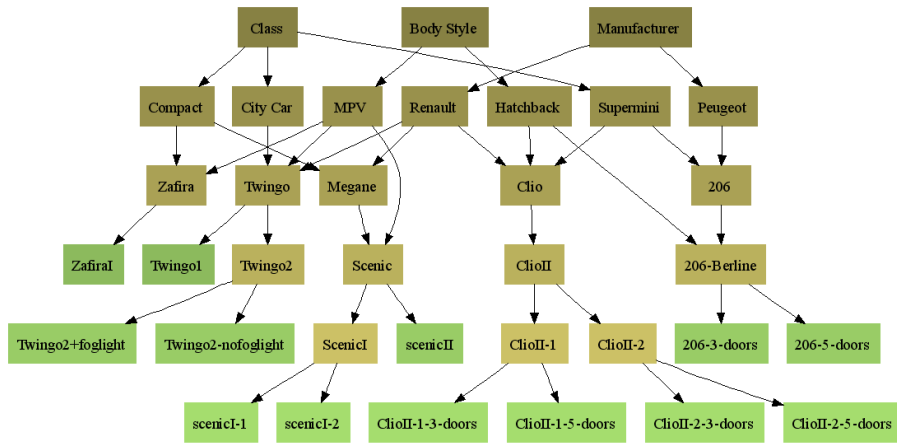 Class
Body Style
Manufacturer
Compact
City Car
MPV
Renault
Hatchback
Supermini
Peugeot
Zafira
Twingo
Megane
Clio
206
ZafiraI
Twingo1
Twingo2
Scenic
ClioII
206-Berline
Twingo2+foglight
Twingo2-nofoglight
ScenicI
scenicII
ClioII-1
ClioII-2
206-3-doors
206-5-doors
scenicI-1
scenicI-2
ClioII-1-3-doors
ClioII-1-5-doors
ClioII-2-3-doors
ClioII-2-5-doors